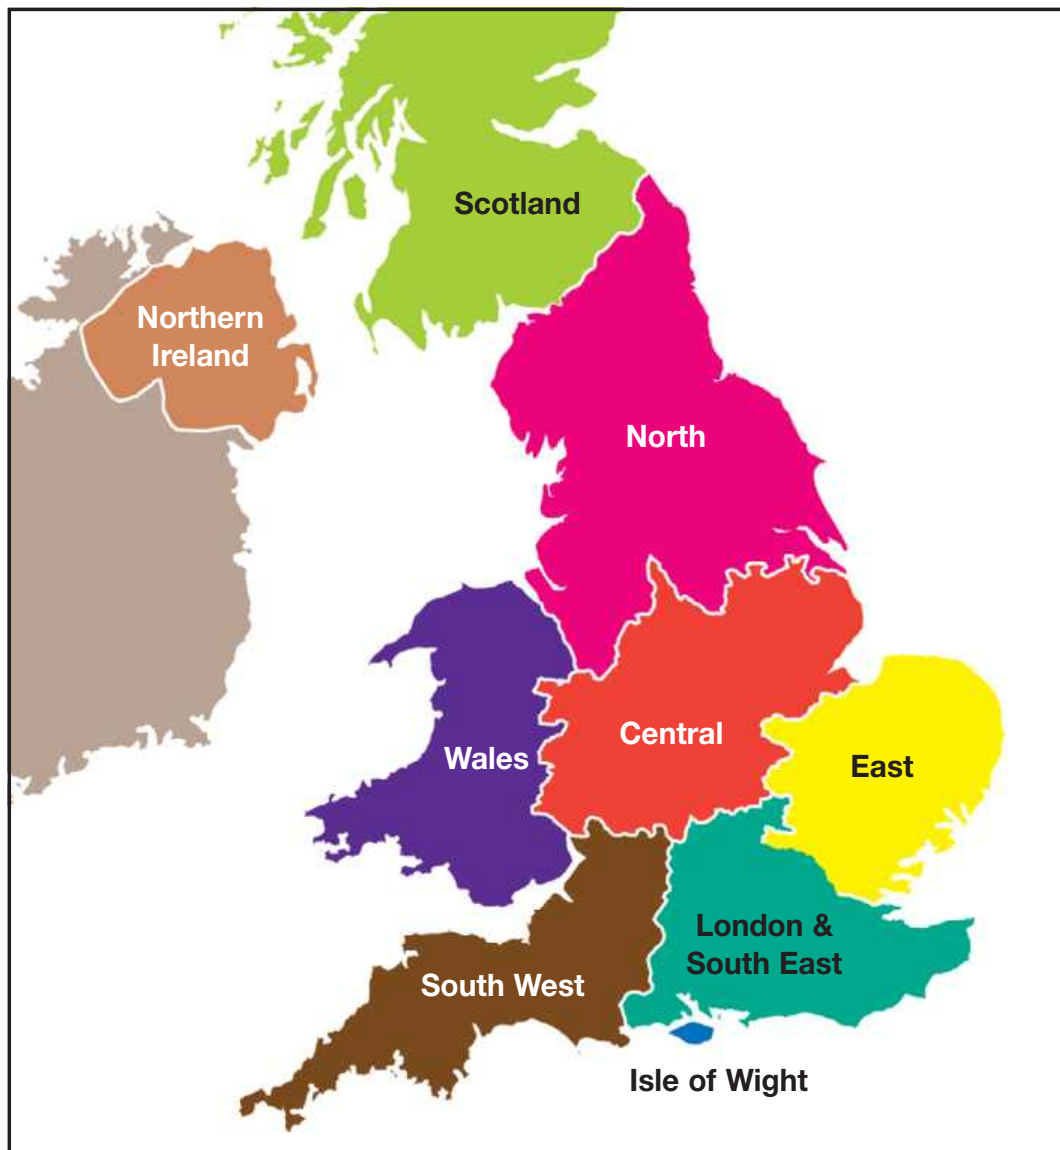 Scotland
Northern
Ireland
North
Central
Wales
East
London &
South East
South West
Isle of Wight